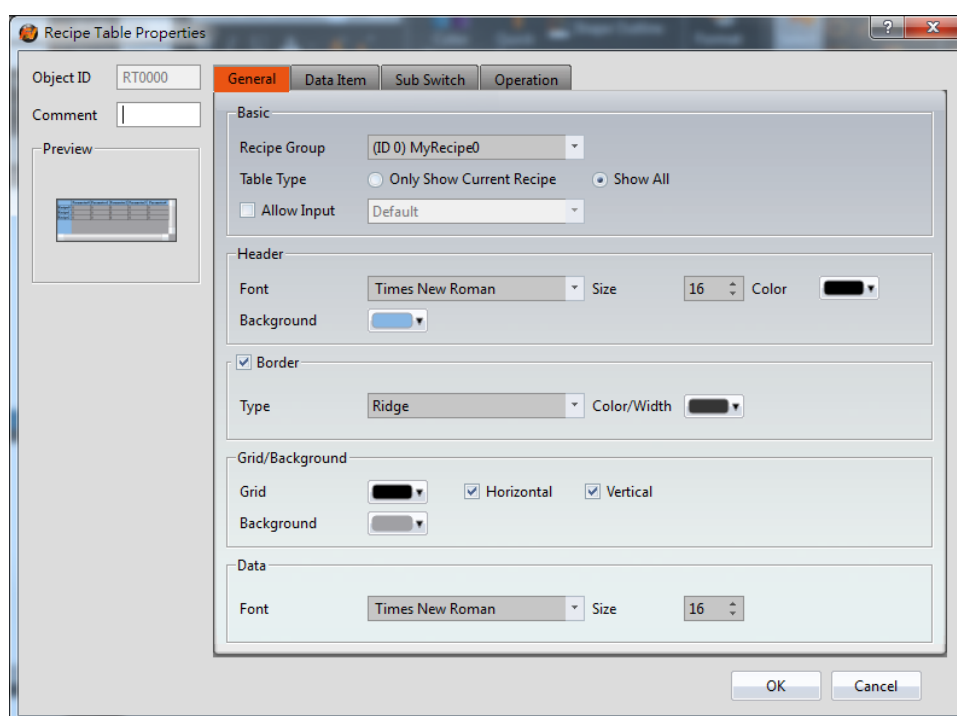 Recipe Table Properties
Object ID RT0000
Comment
Preview
General Data Item Sub Switch Operation
Basic
Recipe Group (ID 0) MyRecipe0
Table Type Only Show Current Recipe Show All
Allow Input Default
Header
Font Times New Roman Size 16 Color
Background
Border
Type Ridge Color/Width
Grid/Background
Grid Horizontal Vertical
Background
Data
Font Times New Roman Size 16
OK Cancel